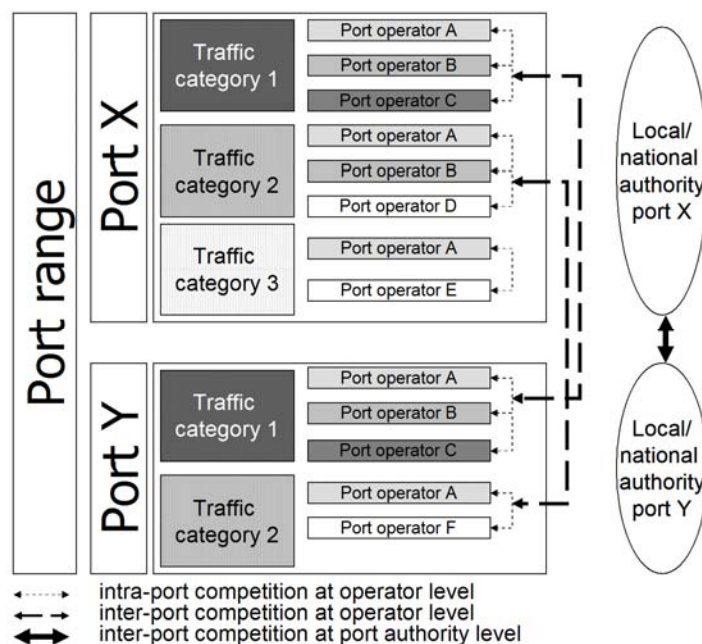 Port range
Port X
Traffic
category 1
Port operator A
Port operator B
Port operator C
Traffic
category 2
Port operator A
Port operator B
Port operator D
Traffic
category 3
Port operator A
Port operator E
Local/
national
authority
port X
Port Y
Traffic
category 1
Port operator A
Port operator B
Port operator C
Traffic
category 2
Port operator A
Port operator F
Local/
national
authority
port Y
intra-port competition at operator level
inter-port competition at operator level
inter-port competition at port authority level